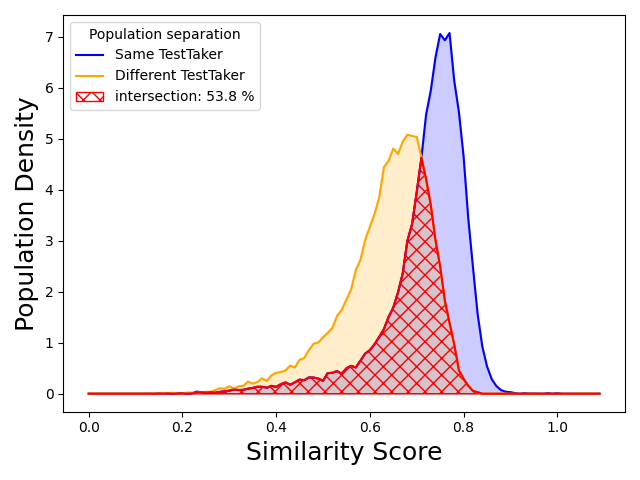 Population separation
Same TestTaker
Different TestTaker
intersection: 53.8 %
Population Density
7
6
5
4
3
2
1
0
0.0 0.2 0.4 0.6 0.8 1.0
Similarity Score